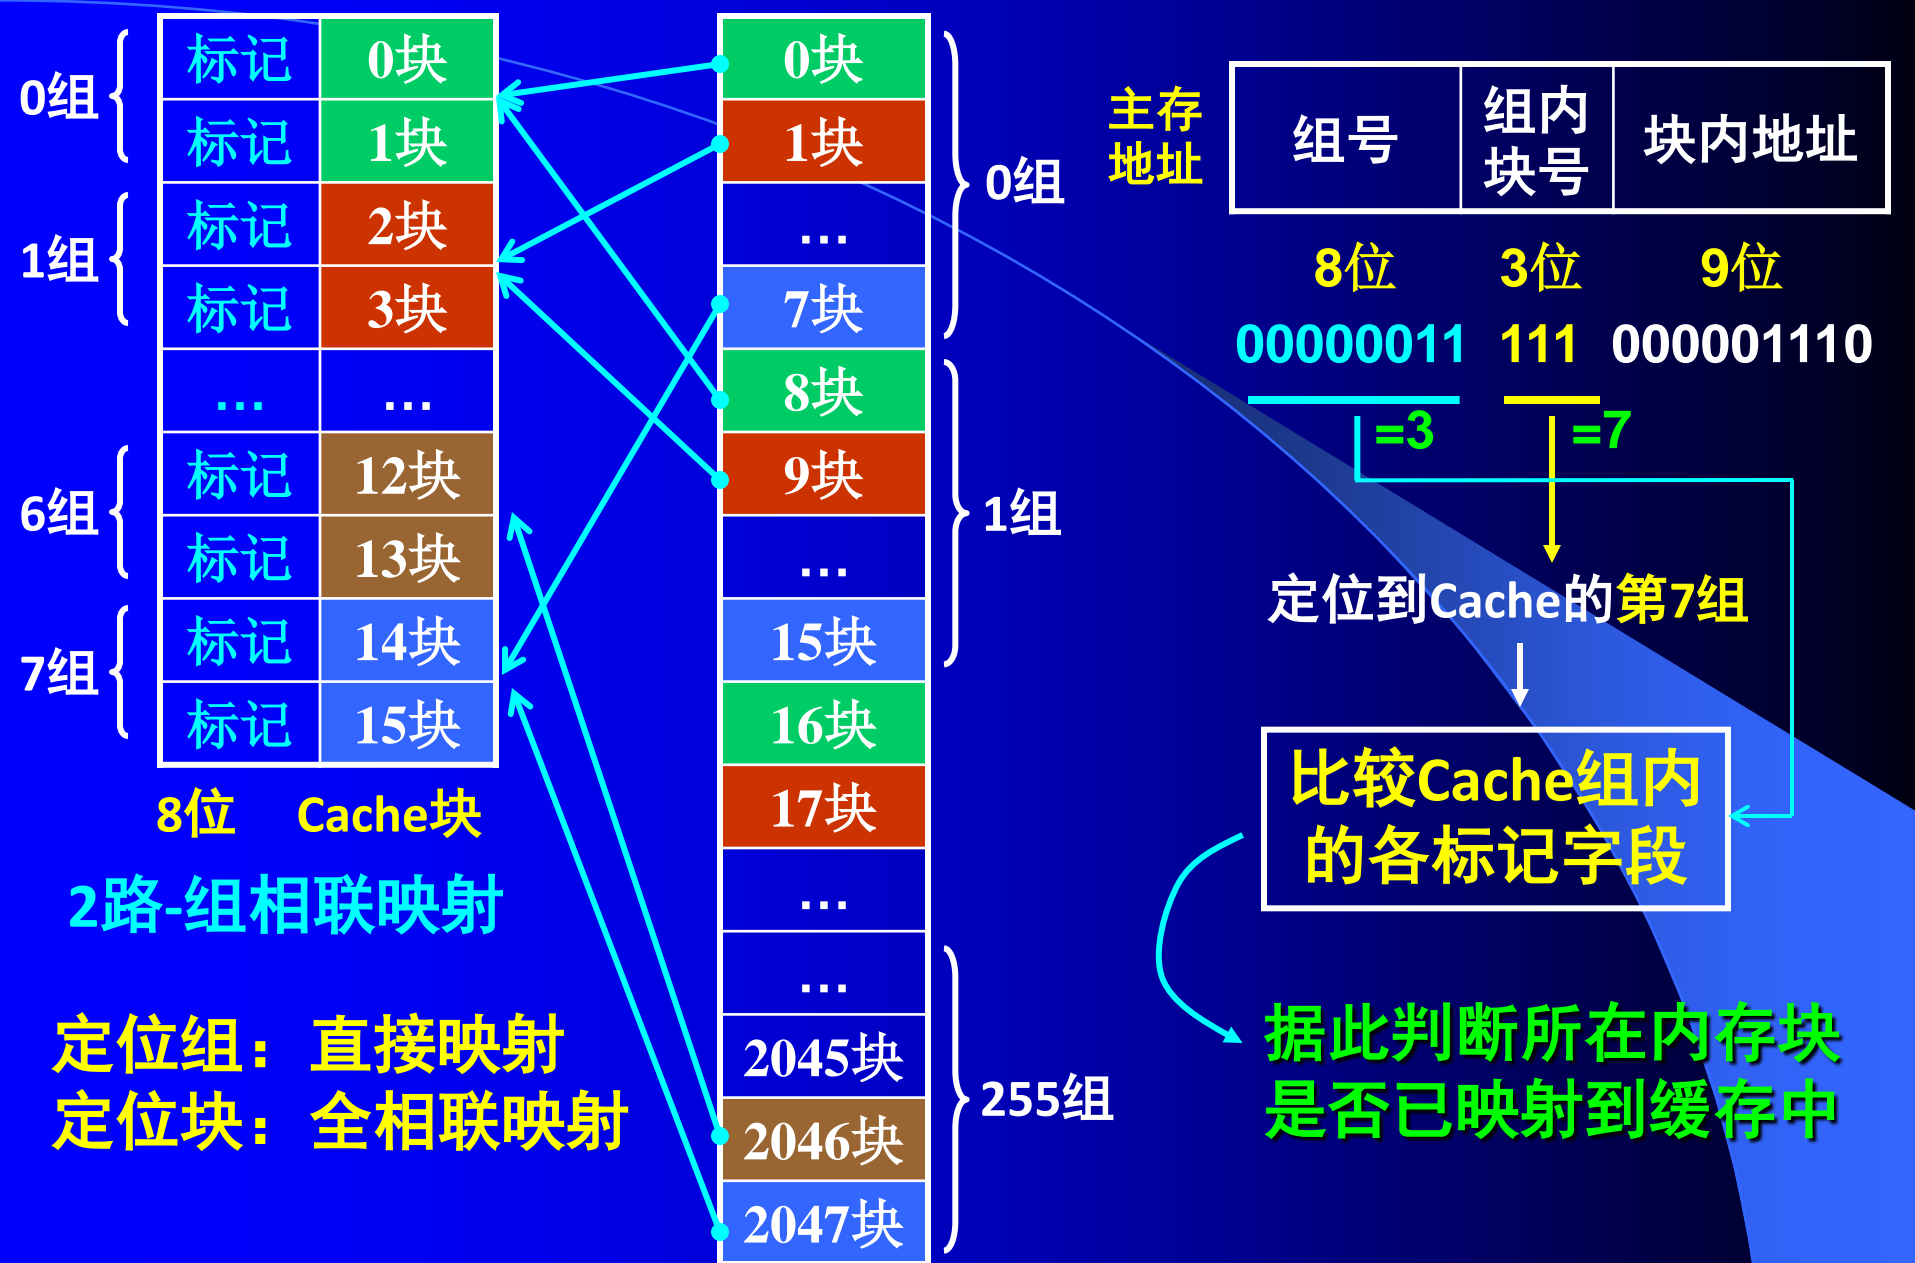 0组
1组
6组
7组
标记 0块
标记 1块
标记 2块
标记 3块
… …
标记 12块
标记 13块
标记 14块
标记 15块
8位 Cache块
2路-组相联映射
定位组：直接映射
定位块：全相联映射
0块
1块
…
7块
8块
9块
…
15块
16块
17块
…
…
2045块
2046块
2047块
0组
1组
255组
主存
地址
组号 组内块号 块内地址
8位 3位 9位
00000011 111 000001110
=3 =7
定位到Cache的第7组
比较Cache组内
的各标记字段
据此判断所在内存块
是否已映射到缓存中